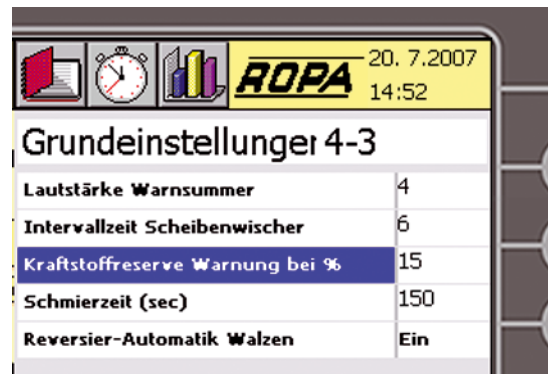 ROPA
20. 7.2007
14:52
Grundeinstellunger 4-3
Lautstärke Warnsummer 4
Intervallzeit Scheibenwischer 6
Kraftstoffreserve Warnung bei % 15
Schmierzeit (sec) 150
Reversier-Automatik Walzen Ein